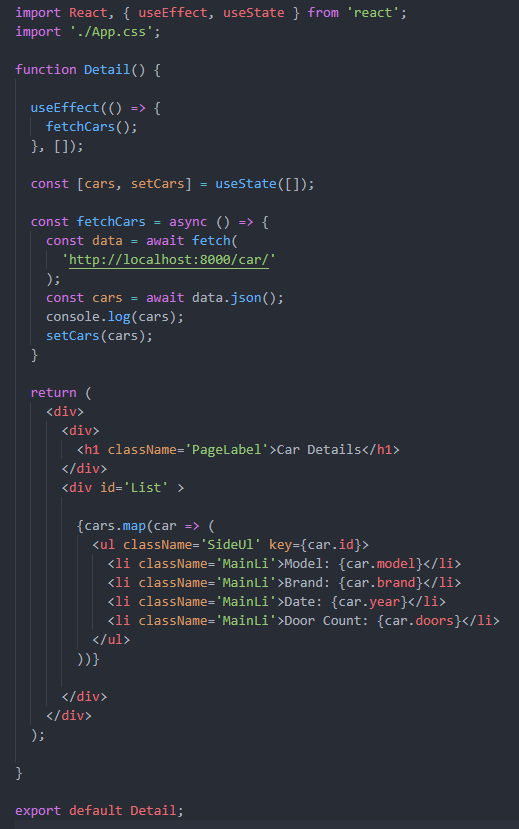 import React, { useEffect, useState } from 'react';
import './App.css';

function Detail() {

  useEffect(() => {
    fetchCars();
  }, []);

  const [cars, setCars] = useState([]);

  const fetchCars = async () => {
    const data = await fetch(
      'http://localhost:8000/car/'
    );
    const cars = await data.json();
    console.log(cars);
    setCars(cars);
  }

  return (
    <div>
      <div>
        <h1 className='PageLabel'>Car Details</h1>
      </div>
      <div id='List' >

        {cars.map(car => (
          <ul className='SideUl' key={car.id}>
            <li className='MainLi'>Model: {car.model}</li>
            <li className='MainLi'>Brand: {car.brand}</li>
            <li className='MainLi'>Date: {car.year}</li>
            <li className='MainLi'>Door Count: {car.doors}</li>
          </ul>
        ))}

      </div>
    </div>
  );

}

export default Detail;